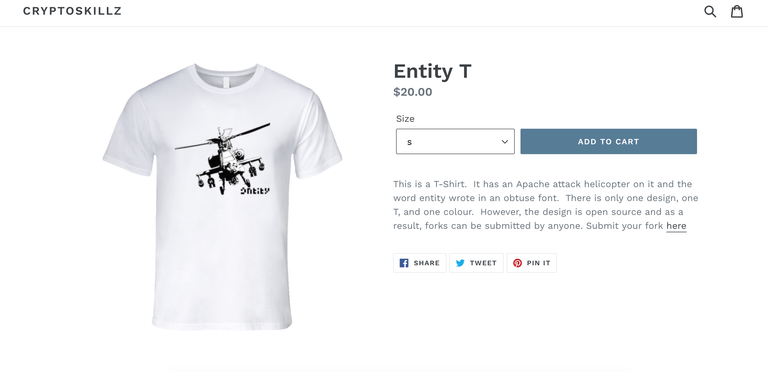 CRYPTOSKILLZ
Entity T
$20.00
Size
s
ADD TO CART
This is a T-Shirt. It has an Apache attack helicopter on it and the
word entity wrote in an obtuse font. There is only one design, one
T, and one colour. However, the design is open source and as a
result, forks can be submitted by anyone. Submit your fork here
SHARE
TWEET
PIN IT
entity